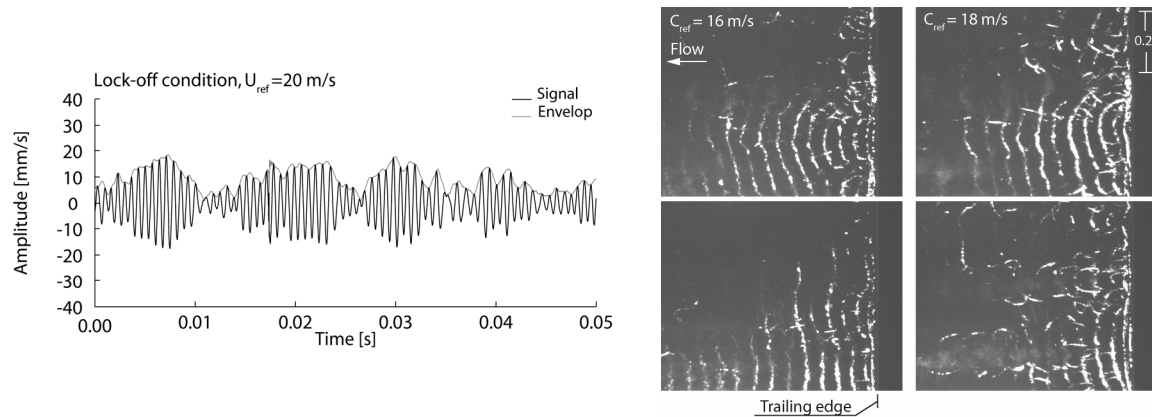 Lock-off condition, U_ref=20 m/s
Signal
Envelop
Amplitude [mm/s]
40
30
20
10
0
-10
-20
-30
-40
0.00
0.01
0.02
0.03
0.04
0.05
Time [s]
C_ref = 16 m/s
Flow
C_ref = 18 m/s
0.2
Trailing edge